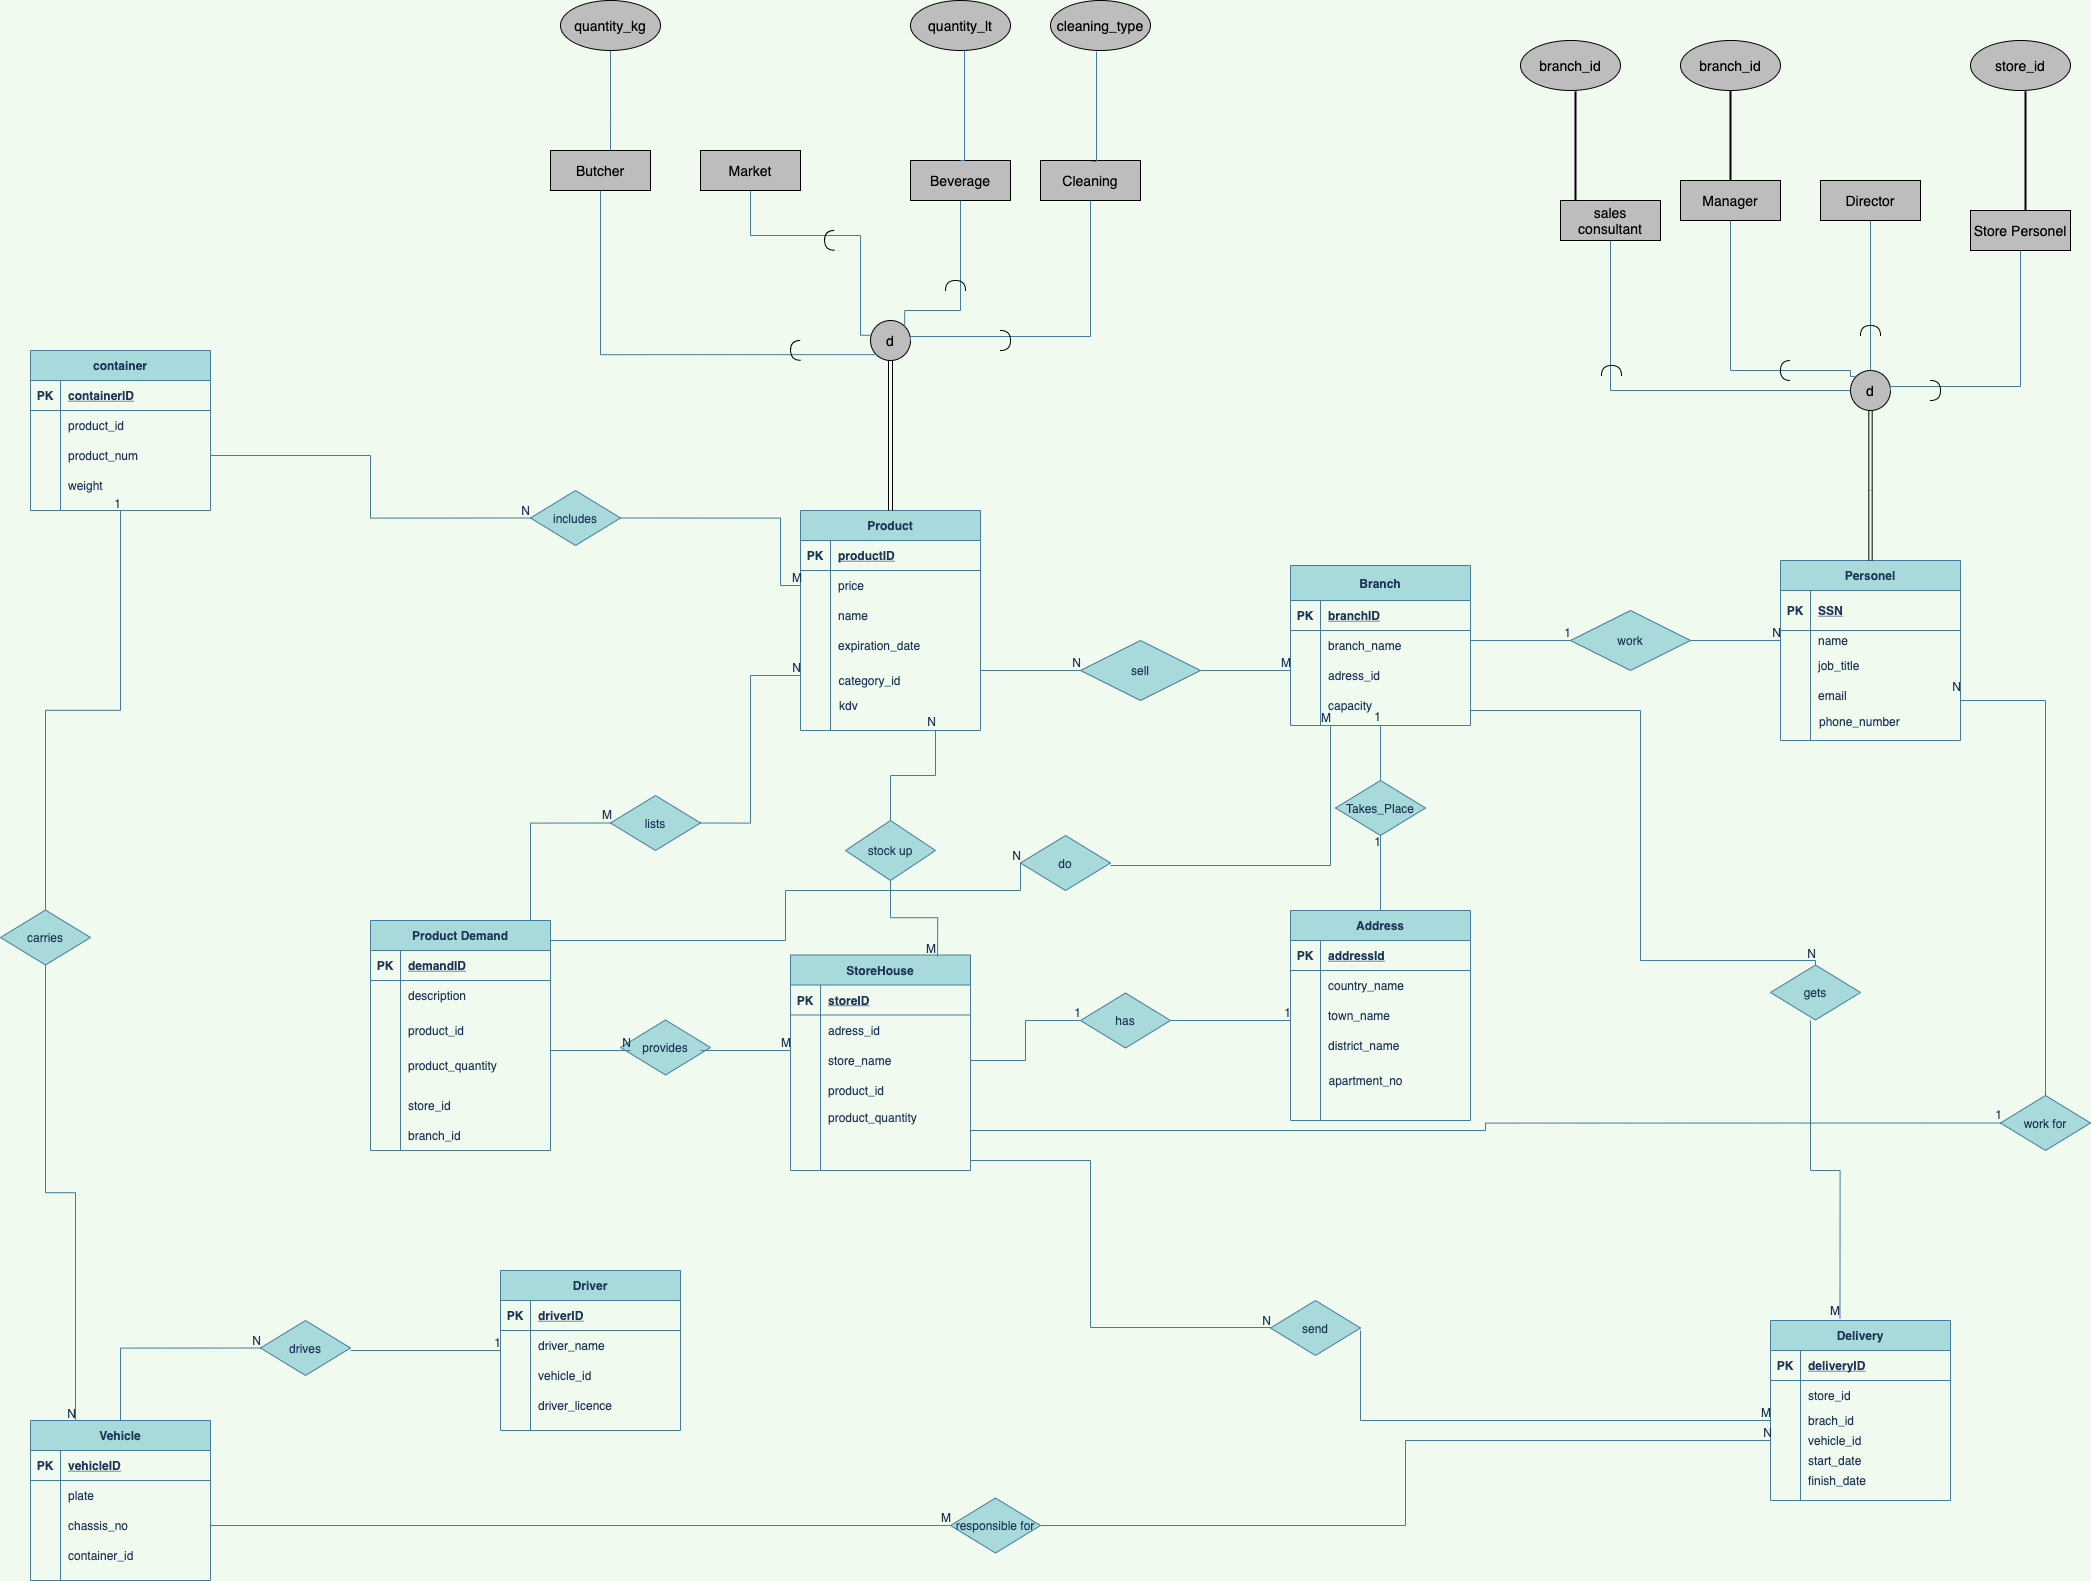 quantity_kg
quantity_lt
cleaning_type
branch_id
branch_id
store_id
Butcher
Market
Beverage
Cleaning
sales
consultant
Manager
Director
Store Personel
d
d
container
PK containerID
product_id
product_num
weight
1
N
includes
M
Product
PK productID
price
name
expiration_date
category_id
kdv
N
N
N
sell
M
Branch
PK branchID
branch_name
adress_id
capacity
M
1
1
work
N
Personel
PK SSN
name
job_title
email
phone_number
N
M
lists
stock up
N
do
Takes_Place
1
carries
Product Demand
PK demandID
description
product_id
product_quantity
store_id
branch_id
N
provides
M
M
StoreHouse
PK storeID
adress_id
store_name
product_id
product_quantity
1
has
1
Address
PK addressId
country_name
town_name
district_name
apartment_no
N
gets
1
work for
Driver
PK driverID
driver_name
vehicle_id
driver_licence
N
drives
1
N
send
M
M
N
Delivery
PK deliveryID
store_id
brach_id
vehicle_id
start_date
finish_date
N
Vehicle
PK vehicleID
plate
chassis_no
container_id
M
responsible for